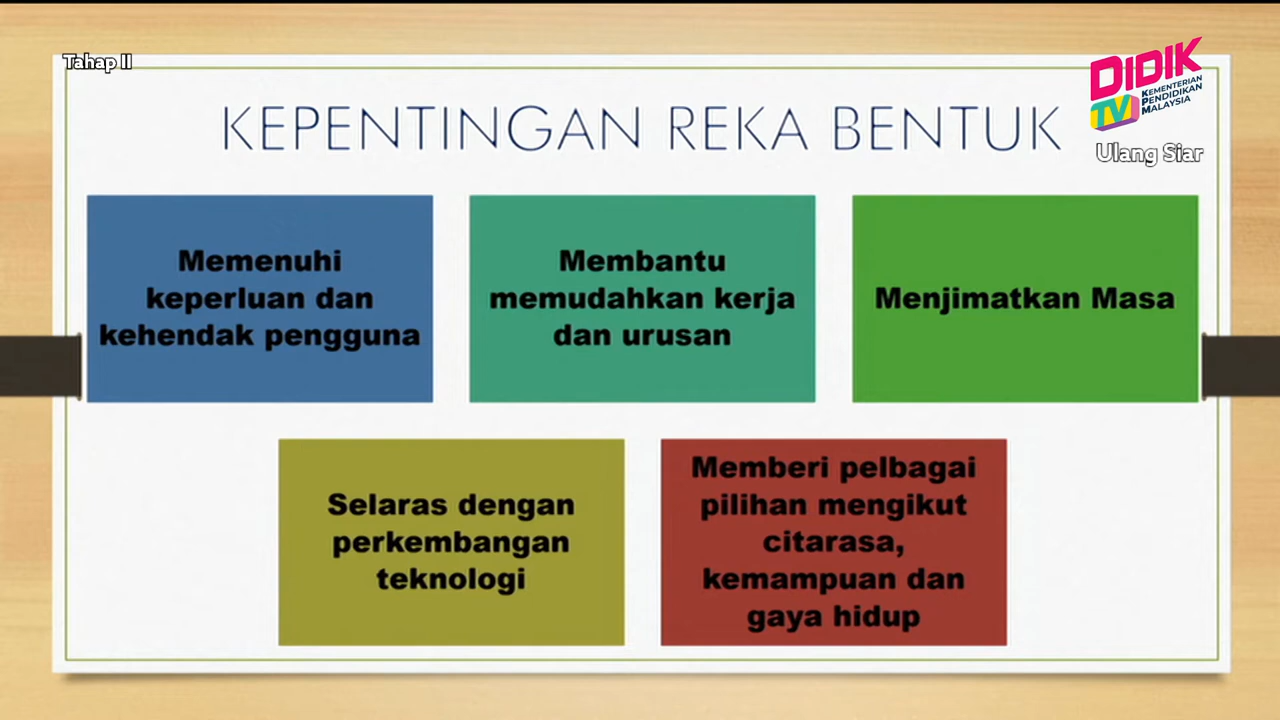 Tahap II
DIDIK
TV
KEMENTERIAN
PENDIDIKAN
MALAYSIA
Ulang Siar
KEPENTINGAN REKA BENTUK
Memenuhi
keperluan dan
kehendak pengguna
Membantu
memudahkan kerja
dan urusan
Menjimatkan Masa
Selaras dengan
perkembangan
teknologi
Memberi pelbagai
pilihan mengikut
citarasa,
kemampuan dan
gaya hidup